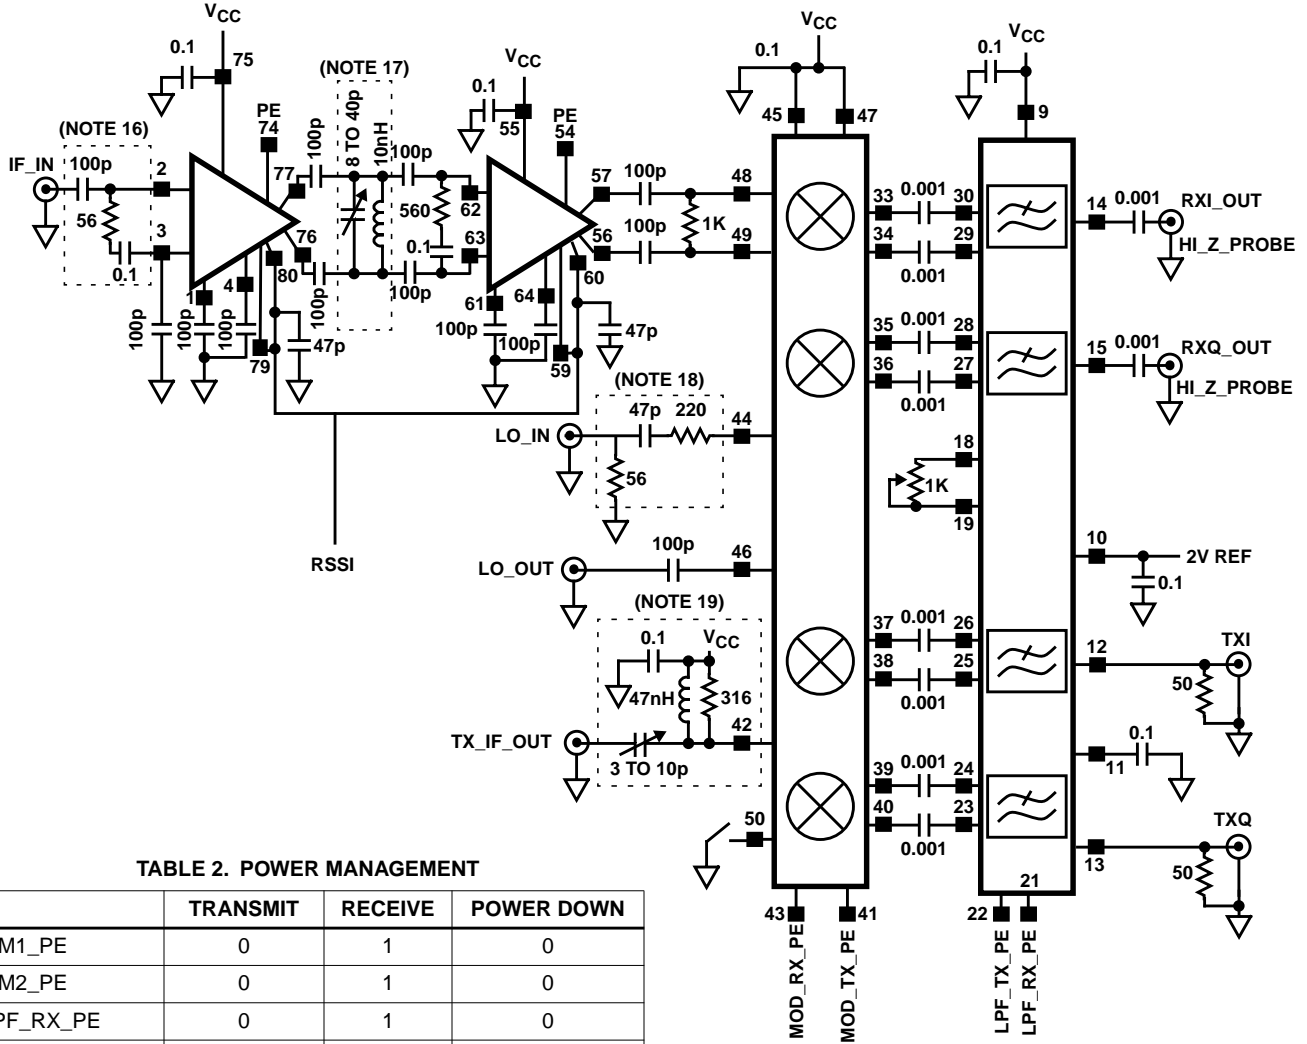 VCC
0.1
75
(NOTE 17)
PE
74
8 TO 40p
10nH
100p
(NOTE 16)
IF_IN
100p
2
56
3
0.1
77
76
80
1
4
79
100p
100p
100p
47p
100p
100p
100p
VCC
0.1
55
PE
54
560
0.1
62
63
57
56
60
61
64
59
100p
100p
47p
100p
100p
1K
48
49
RSSI
(NOTE 18)
47p
220
44
LO_IN
56
100p
46
LO_OUT
(NOTE 19)
0.1
VCC
47nH
316
42
TX_IF_OUT
3 TO 10p
50
VCC
0.1
45
47
33
0.001
30
34
29
0.001
35
0.001
28
36
27
0.001
37
0.001
26
38
25
0.001
39
0.001
24
40
23
0.001
43
41
MOD_RX_PE
MOD_TX_PE
VCC
0.1
9
14
0.001
RXI_OUT
HI_Z_PROBE
15
0.001
RXQ_OUT
HI_Z_PROBE
18
1K
19
10
2V REF
0.1
12
TXI
50
11
0.1
13
TXQ
50
21
22
LPF_TX_PE
LPF_RX_PE
TABLE 2. POWER MANAGEMENT
TRANSMIT RECEIVE POWER DOWN
M1_PE 0 1 0
M2_PE 0 1 0
PF_RX_PE 0 1 0